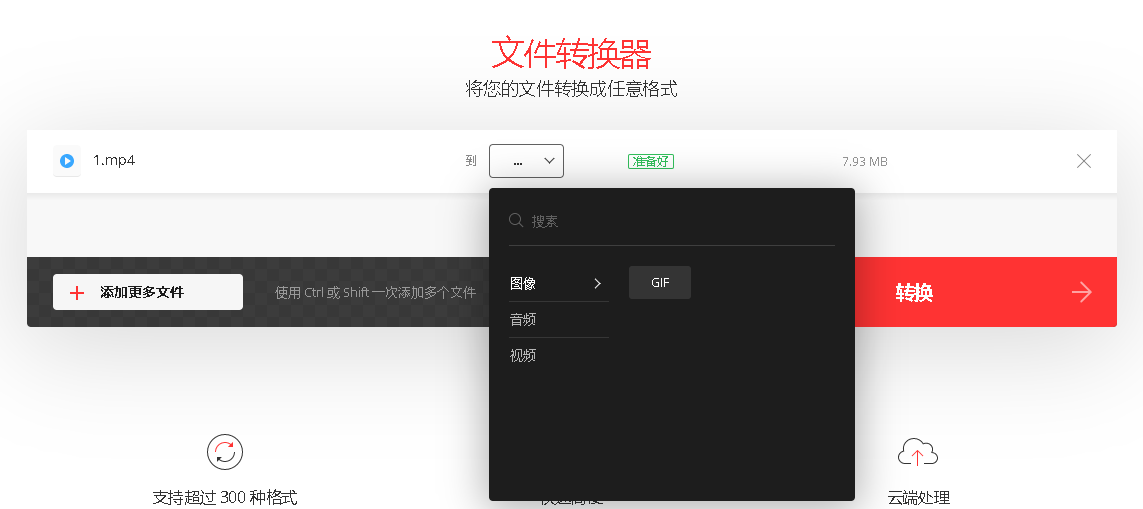 文件转换器
将您的文件转换成任意格式
1.mp4
到
...
准备好
7.93 MB
搜索
图像
GIF
音频
视频
添加更多文件
使用 Ctrl 或 Shift 一次添加多个文件
转换
支持超过 300 种格式
云端处理